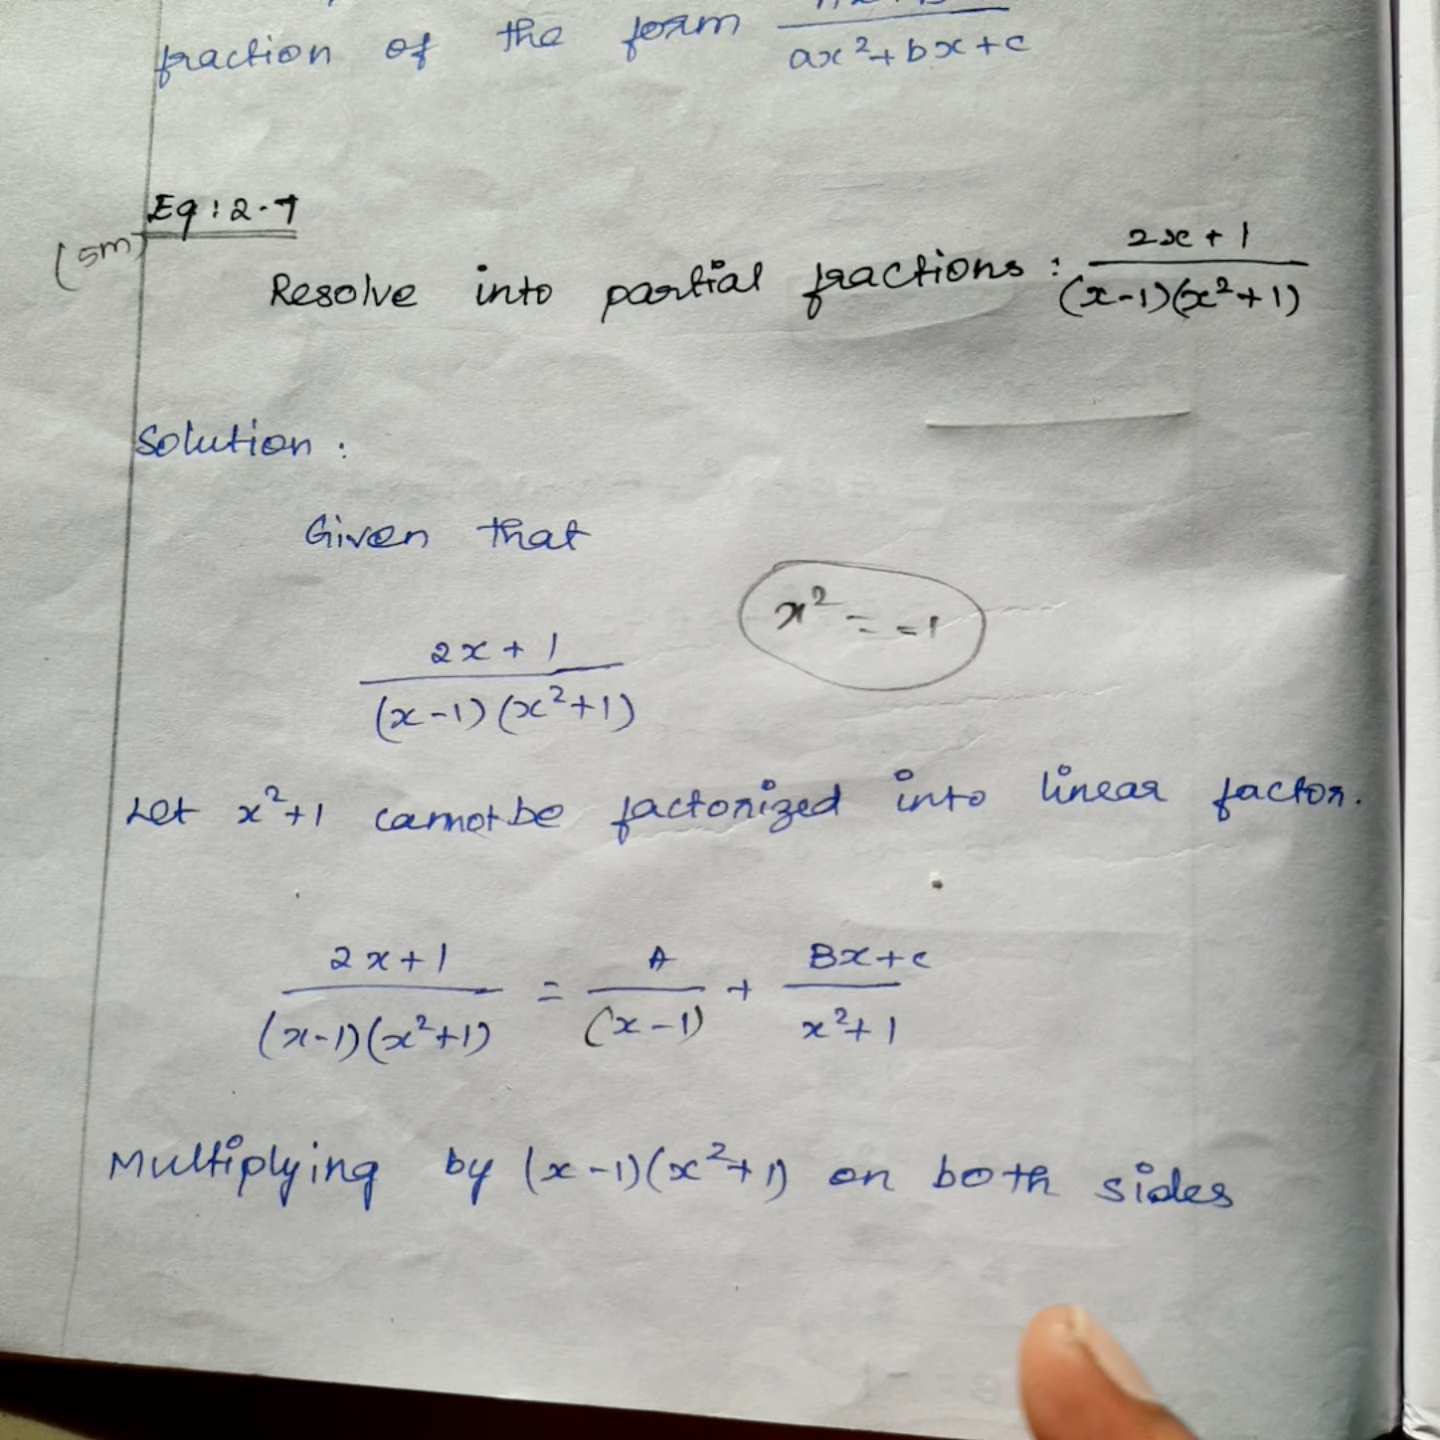 fraction of the form
ax²+bx+c
Eg: 2.7
(5m)
Resolve into partial fractions: (2x+1)/((x-1)(x²+1))
Solution:
Given that
x² = -1
(2x+1)/((x-1)(x²+1))
Let x²+1 cannot be factorized into linear factor.
(2x+1)/((x-1)(x²+1)) = A/(x-1) + (Bx+c)/(x²+1)
Multiplying by (x-1)(x²+1) on both sides